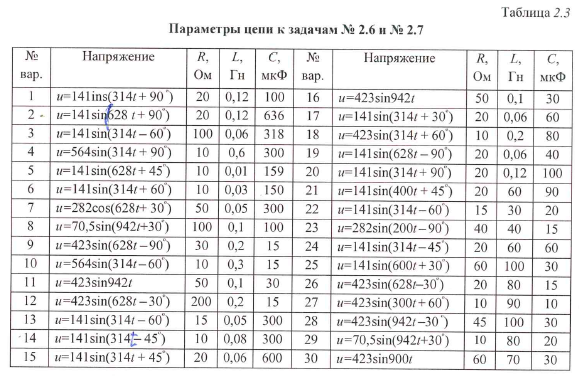 Таблица 2.3
Параметры цепи к задачам № 2.6 и № 2.7
№ вар. Напряжение R, Ом L, Гн C, мкФ № вар. Напряжение R, Ом L, Гн C, мкФ
1 u=141ins(314t + 90°) 20 0,12 100 16 u=423sin942t 50 0,1 30
2 u=141sin(628 t + 90°) 20 0,12 636 17 u=141sin(314t + 30°) 20 0,06 60
3 u=141sin(314t – 60°) 100 0,06 318 18 u=423sin(314t + 60°) 10 0,2 80
4 u=564sin(314t + 90°) 10 0,6 300 19 u=141sin(628t – 90°) 20 0,06 40
5 u=141sin(628t + 45°) 10 0,01 159 20 u=141sin(314t + 90°) 20 0,12 100
6 u=141sin(314t + 60°) 10 0,03 150 21 u=141sin(400t + 45°) 20 60 90
7 u=282cos(628t + 30°) 50 0,05 300 22 u=141sin(314t – 60°) 15 30 20
8 u=70,5sin(942t+30°) 100 0,1 100 23 u=282sin(200t – 90°) 40 40 15
9 u=423sin(628t – 90°) 30 0,2 15 24 u=141sin(314t – 45°) 20 60 60
10 u=564sin(314t – 60°) 10 0,3 15 25 u=141sin(600t +30°) 60 100 30
11 u=423sin942t 50 0,1 30 26 u=423sin(628t–30°) 20 80 15
12 u=423sin(628t –30°) 200 0,2 15 27 u=423sin(300t + 60°) 10 90 10
13 u=141sin(314t – 60°) 15 0,05 300 28 u=423sin(942t –30°) 45 100 30
14 u=141sin(314t – 45°) 10 0,08 300 29 u=70,5sin(942t+30°) 10 80 20
15 u=141sin(314t + 45°) 20 0,06 600 30 u=423sin900t 60 70 30